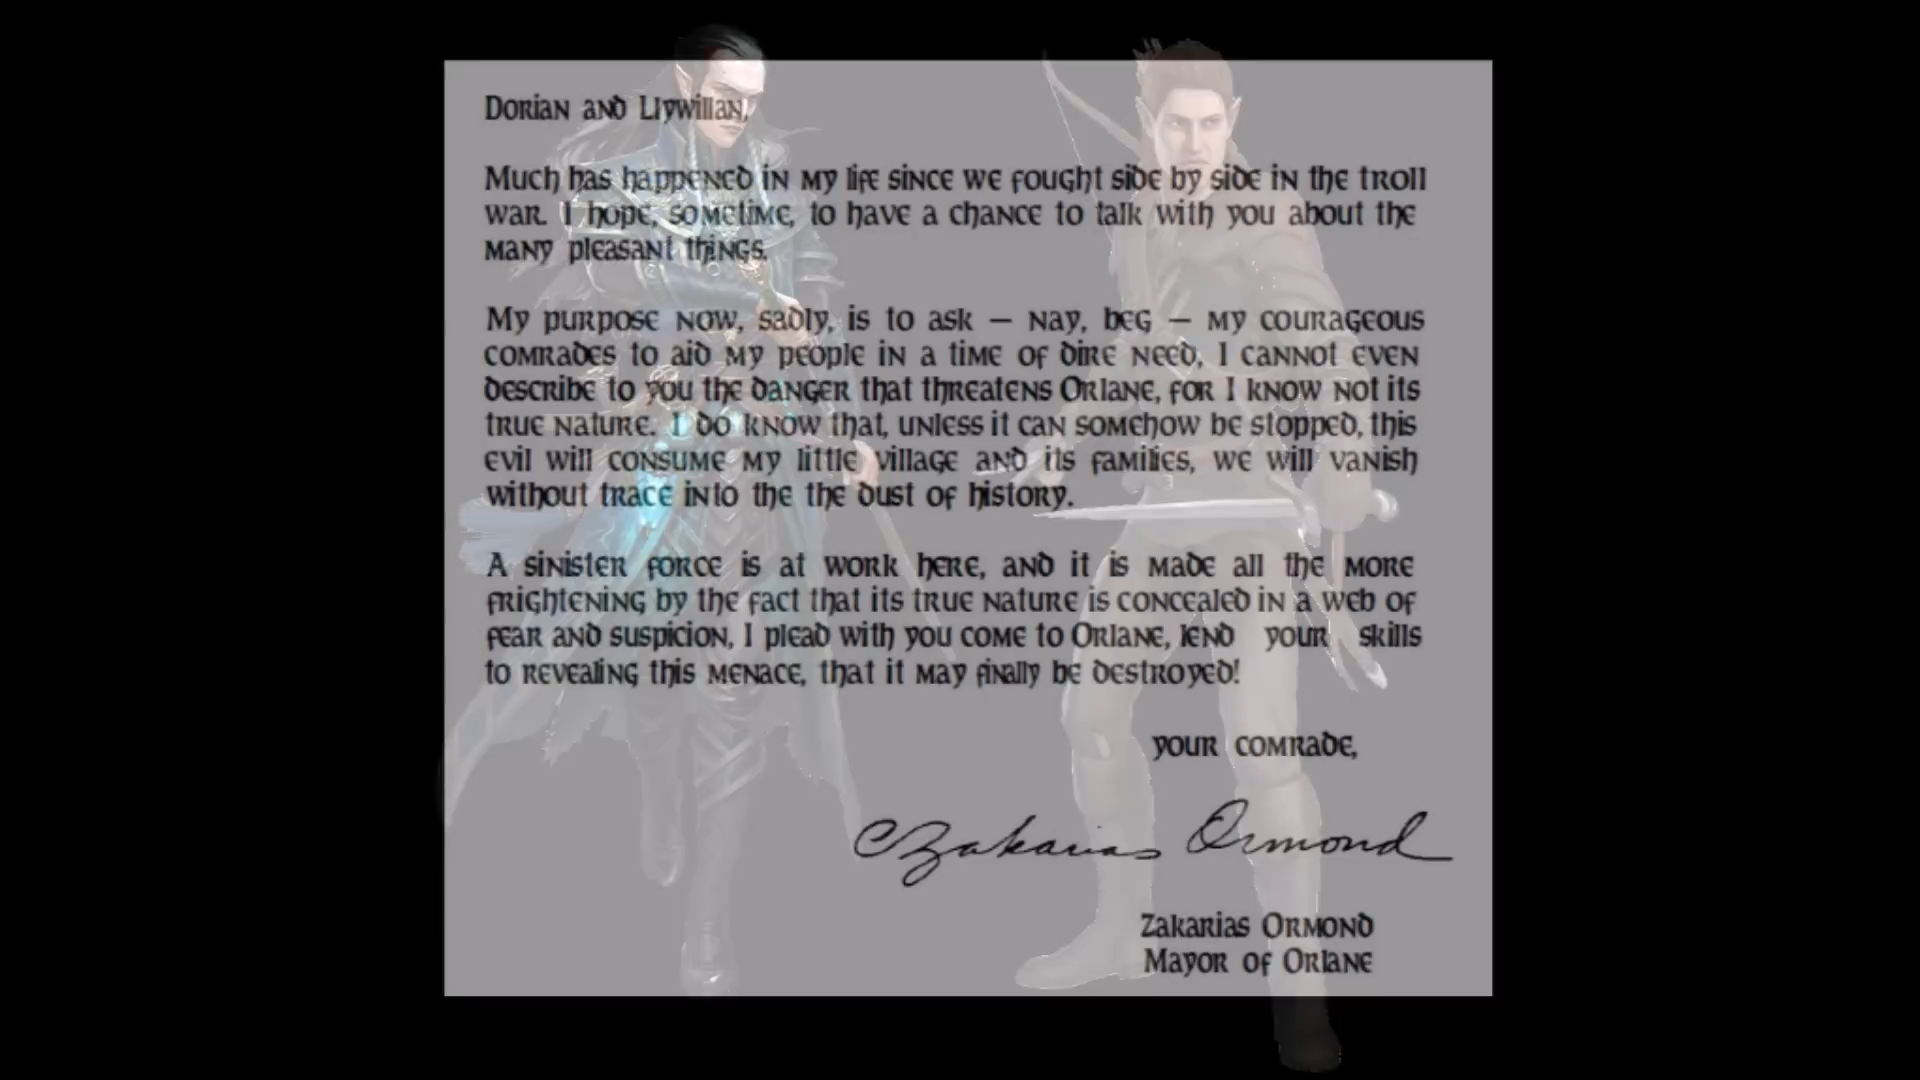 Dorian and Llywillan,
Much has happened in my life since we fought side by side in the troll
war. I hope, sometime, to have a chance to talk with you about the
many pleasant things.
My purpose now, sadly, is to ask – nay, beg – my courageous
comrades to aid my people in a time of dire need, I cannot even
describe to you the danger that threatens Orlane, for I know not its
true nature. I do know that, unless it can somehow be stopped, this
evil will consume my little village and its families, we will vanish
without trace into the the dust of history.
A sinister force is at work here, and it is made all the more
frightening by the fact that its true nature is concealed in a web of
fear and suspicion, I plead with you come to Orlane, lend your skills
to revealing this menace, that it may finally be destroyed!
your comrade,
Zakarias Ormond
Zakarias Ormond
Mayor of Orlane